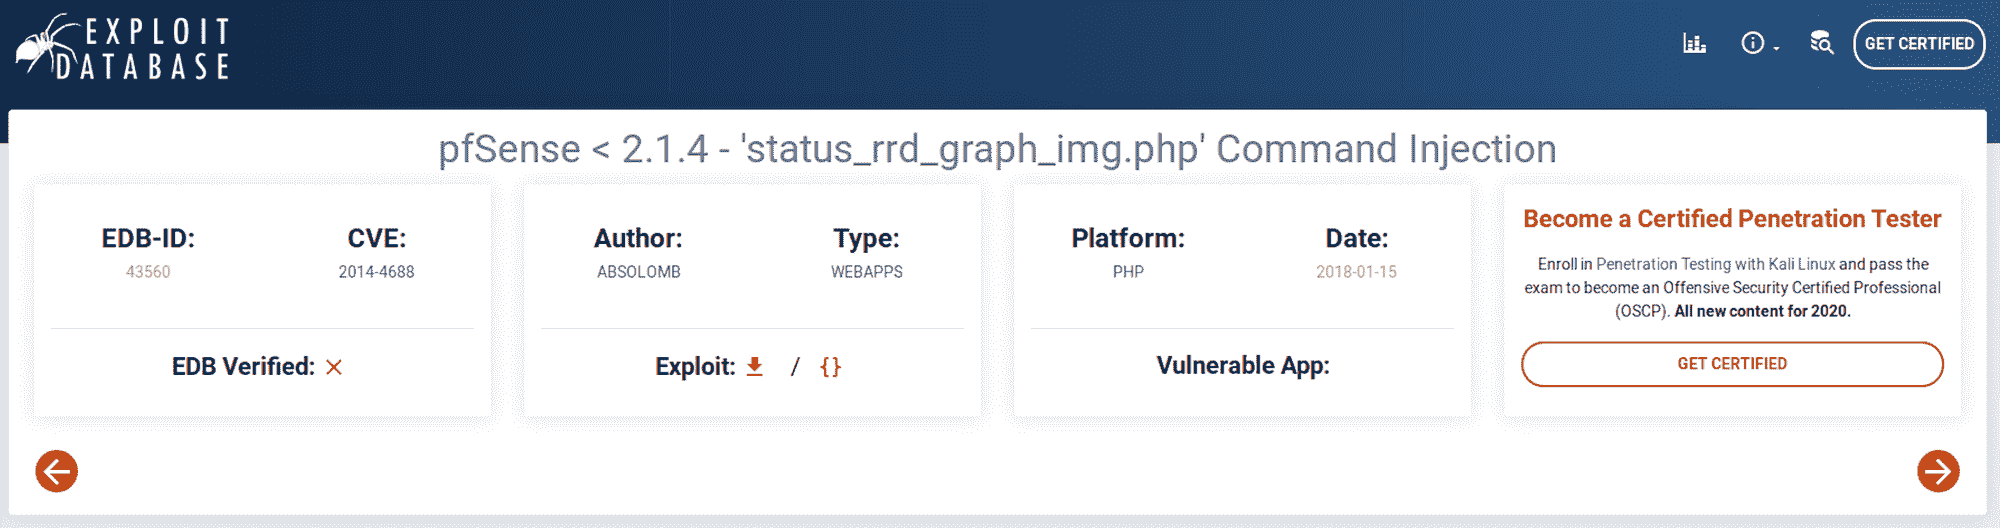 EXPLOIT
DATABASE
GET CERTIFIED
pfSense < 2.1.4 - 'status_rrd_graph_img.php' Command Injection
EDB-ID:
43560
CVE:
2014-4688
EDB Verified:
Author:
ABSOLOMB
Type:
WEBAPPS
Exploit: / {}
Platform:
PHP
Date:
2018-01-15
Vulnerable App:
Become a Certified Penetration Tester
Enroll in Penetration Testing with Kali Linux and pass the
exam to become an Offensive Security Certified Professional
(OSCP). All new content for 2020.
GET CERTIFIED